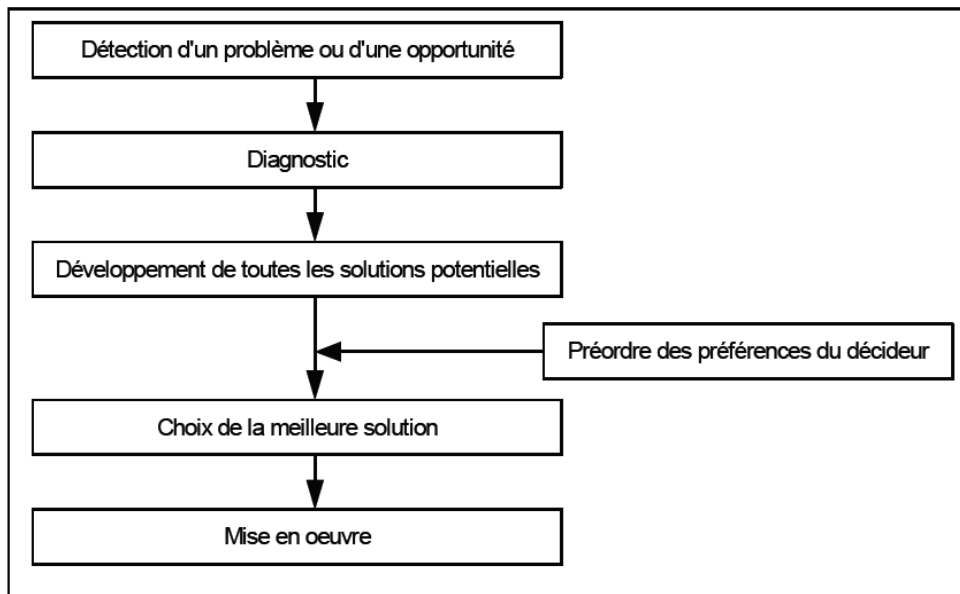 Détection d'un problème ou d'une opportunité
Diagnostic
Développement de toutes les solutions potentielles
Préordre des préférences du décideur
Choix de la meilleure solution
Mise en oeuvre